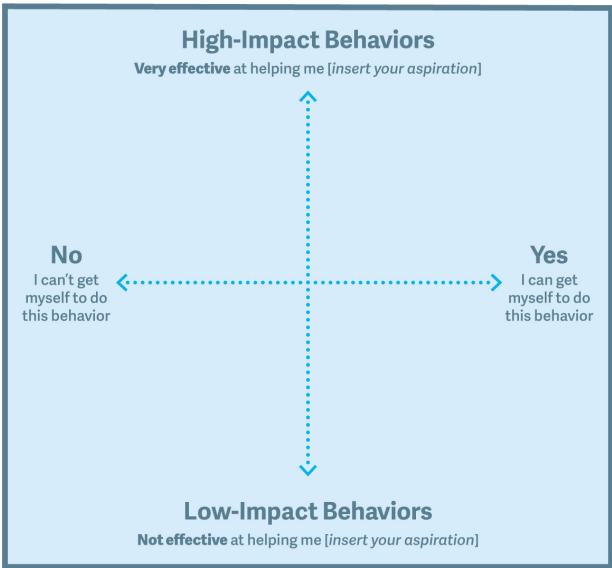 High-Impact Behaviors
Very effective at helping me [insert your aspiration]
No
I can't get
myself to do
this behavior
Yes
I can get
myself to do
this behavior
Low-Impact Behaviors
Not effective at helping me [insert your aspiration]